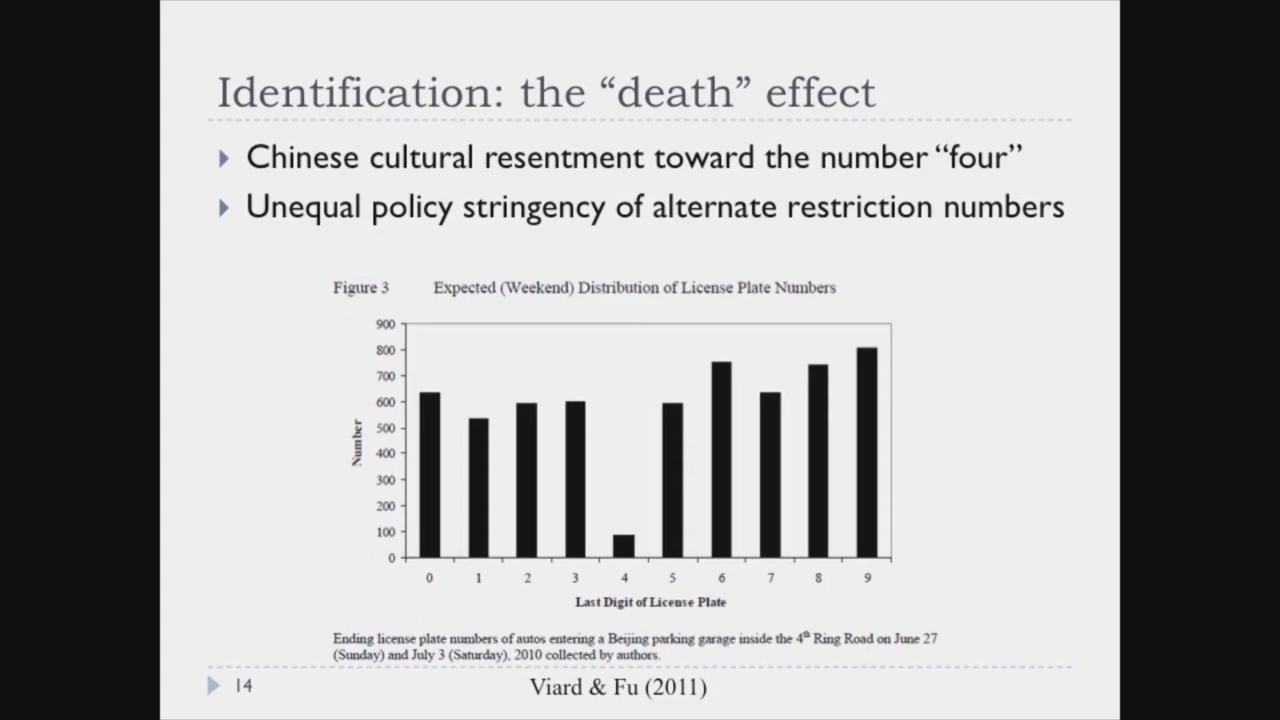 Identification: the “death” effect
Chinese cultural resentment toward the number “four”
Unequal policy stringency of alternate restriction numbers
Figure 3 Expected (Weekend) Distribution of License Plate Numbers
900
800
700
600
500
400
300
200
100
0
Number
0 1 2 3 4 5 6 7 8 9
Last Digit of License Plate
Ending license plate numbers of autos entering a Beijing parking garage inside the 4th Ring Road on June 27
(Sunday) and July 3 (Saturday), 2010 collected by authors.
14 Viard & Fu (2011)